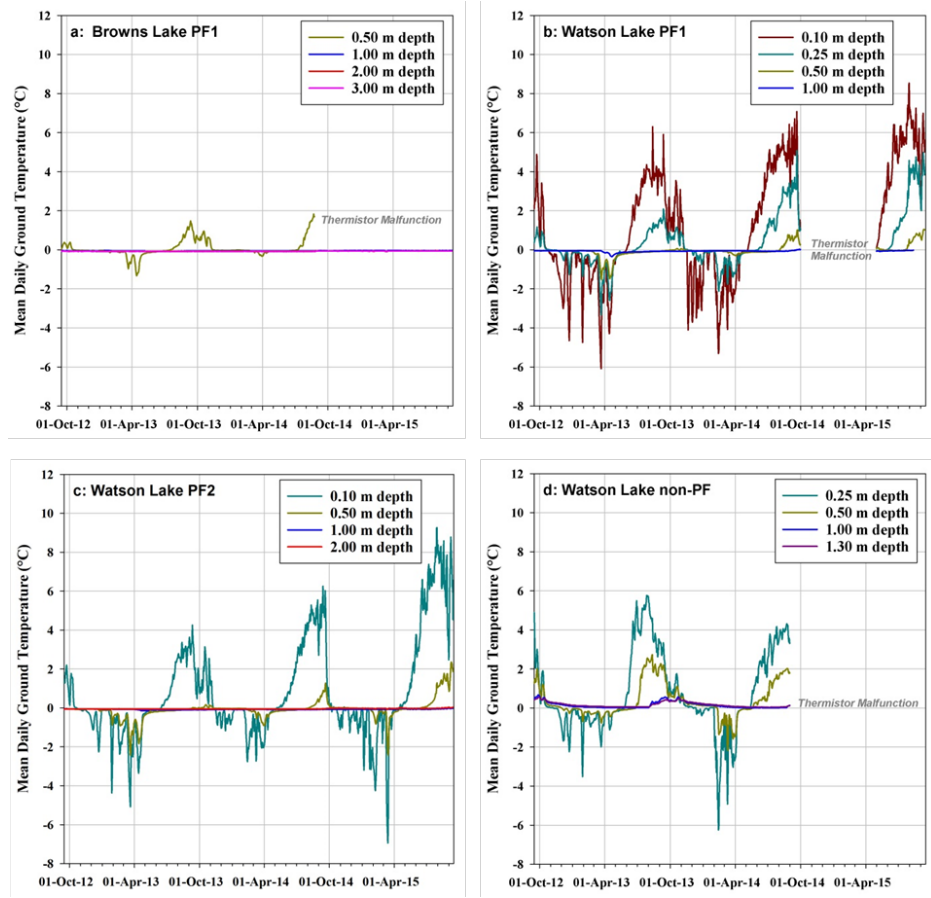 a: Browns Lake PF1
0.50 m depth
1.00 m depth
2.00 m depth
3.00 m depth
Thermistor Malfunction
Mean Daily Ground Temperature (°C)
12
10
8
6
4
2
0
-2
-4
-6
-8
01-Oct-12 01-Apr-13 01-Oct-13 01-Apr-14 01-Oct-14 01-Apr-15
b: Watson Lake PF1
0.10 m depth
0.25 m depth
0.50 m depth
1.00 m depth
Thermistor
Malfunction
Mean Daily Ground Temperature (°C)
12
10
8
6
4
2
0
-2
-4
-6
-8
01-Oct-12 01-Apr-13 01-Oct-13 01-Apr-14 01-Oct-14 01-Apr-15
c: Watson Lake PF2
0.10 m depth
0.50 m depth
1.00 m depth
2.00 m depth
Mean Daily Ground Temperature (°C)
12
10
8
6
4
2
0
-2
-4
-6
-8
01-Oct-12 01-Apr-13 01-Oct-13 01-Apr-14 01-Oct-14 01-Apr-15
d: Watson Lake non-PF
0.25 m depth
0.50 m depth
1.00 m depth
1.30 m depth
Thermistor Malfunction
Mean Daily Ground Temperature (°C)
12
10
8
6
4
2
0
-2
-4
-6
-8
01-Oct-12 01-Apr-13 01-Oct-13 01-Apr-14 01-Oct-14 01-Apr-15